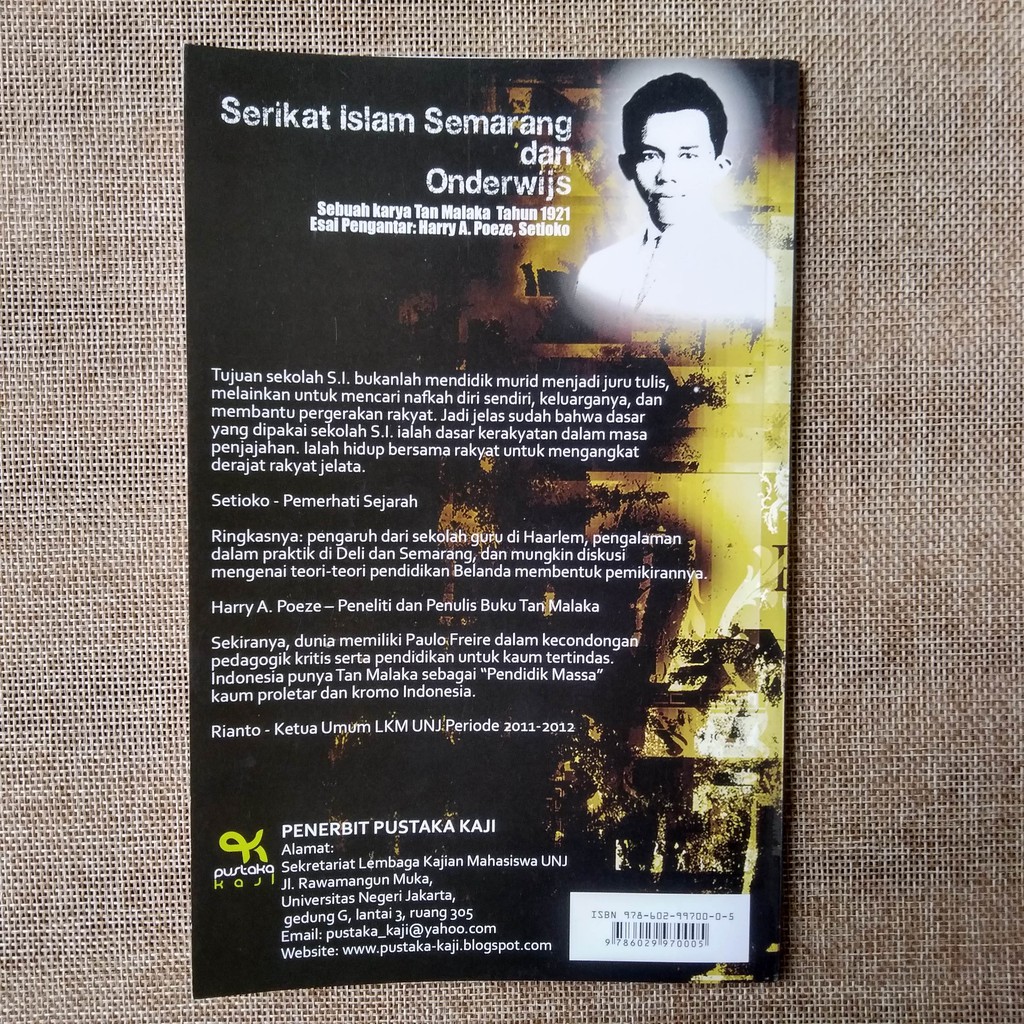 Serikat Islam Semarang
dan
Onderwijs
Sebuah karya Tan Malaka Tahun 1921
Esai Pengantar: Harry A. Poeze, Setioko
Tujuan sekolah S.I. bukanlah mendidik murid menjadi juru tulis,
melainkan untuk mencari nafkah diri sendiri, keluarganya, dan
membantu pergerakan rakyat. Jadi jelas sudah bahwa dasar
yang dipakai sekolah S.I. ialah dasar kerakyatan dalam masa
penjajahan. Ialah hidup bersama rakyat untuk mengangkat
derajat rakyat jelata.
Setioko - Pemerhati Sejarah
Ringkasnya: pengaruh dari sekolah guru di Haarlem, pengalaman
dalam praktik di Deli dan Semarang, dan mungkin diskusi
mengenai teori-teori pendidikan Belanda membentuk pemikirannya.
Harry A. Poeze – Peneliti dan Penulis Buku Tan Malaka
Sekiranya, dunia memiliki Paulo Freire dalam kecondongan
pedagogik kritis serta pendidikan untuk kaum tertindas.
Indonesia punya Tan Malaka sebagai “Pendidik Massa”
kaum proletar dan kromo Indonesia.
Rianto - Ketua Umum LKM UNJ Periode 2011-2012
PENERBIT PUSTAKA KAJI
Alamat:
Sekretariat Lembaga Kajian Mahasiswa UNJ
Jl. Rawamangun Muka,
Universitas Negeri Jakarta,
gedung G, lantai 3, ruang 305
Email: pustaka_kaji@yahoo.com
Website: www.pustaka-kaji.blogspot.com
pustaka
kaji
ISBN 978-602-99700-0-5
9 786029 970005